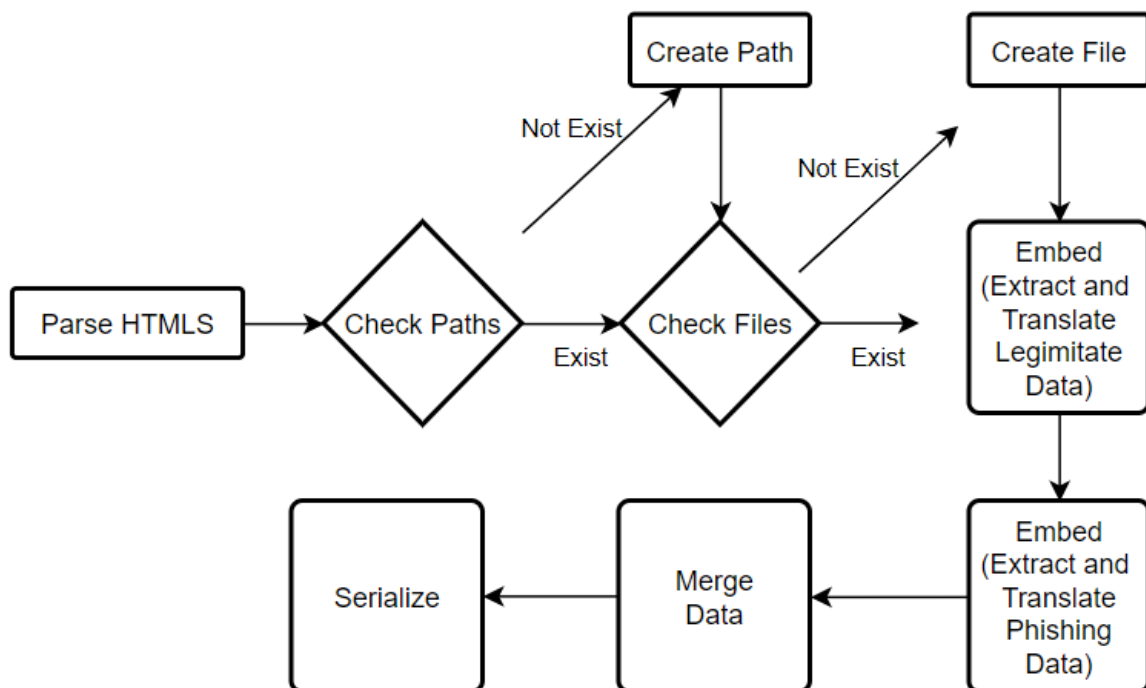 Create Path
Create File
Not Exist
Not Exist
Parse HTMLS
Check Paths
Exist
Check Files
Exist
Embed
(Extract and
Translate
Legimitate
Data)
Serialize
Merge
Data
Embed
(Extract and
Translate
Phishing
Data)